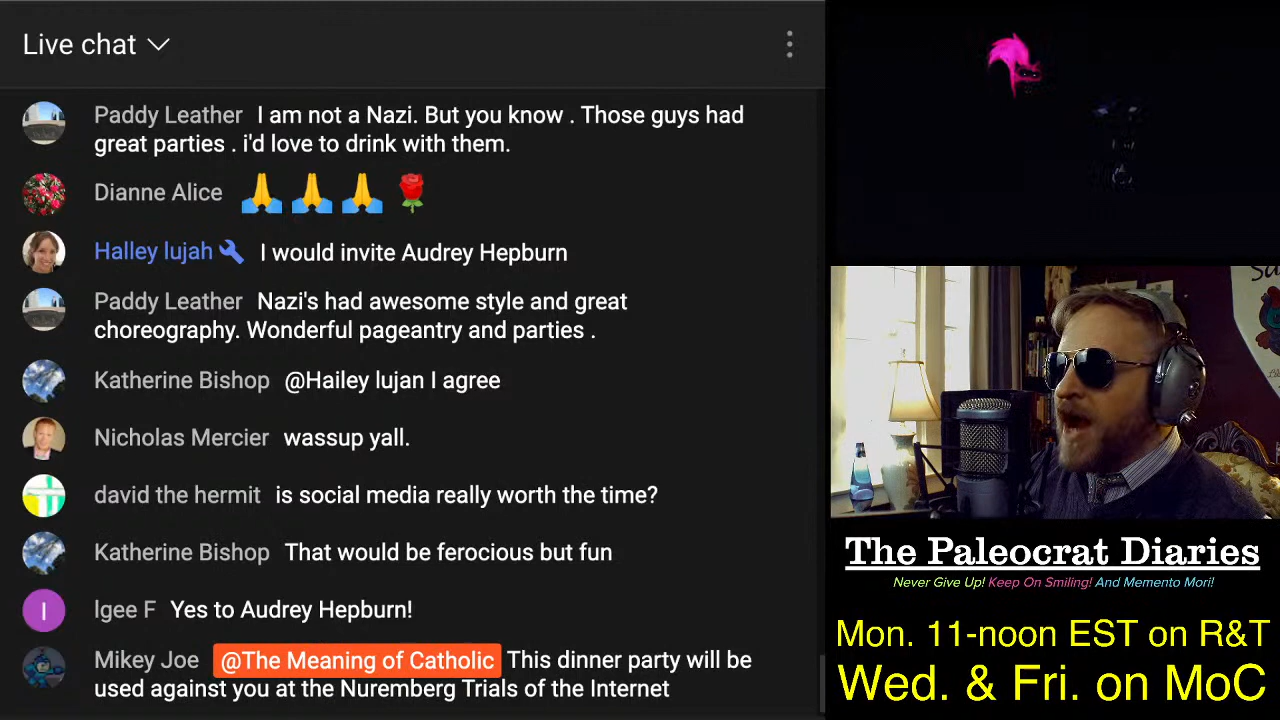 Live chat
Paddy Leather I am not a Nazi. But you know . Those guys had
great parties . i'd love to drink with them.
Dianne Alice 🙏🙏🙏🌹
Halley lujah I would invite Audrey Hepburn
Paddy Leather Nazi's had awesome style and great
choreography. Wonderful pageantry and parties .
Katherine Bishop @Hailey lujan I agree
Nicholas Mercier wassup yall.
david the hermit is social media really worth the time?
Katherine Bishop That would be ferocious but fun
I
Igee F Yes to Audrey Hepburn!
Mikey Joe @The Meaning of Catholic This dinner party will be
used against you at the Nuremberg Trials of the Internet
The Paleocrat Diaries
Never Give Up! Keep On Smiling! And Memento Mori!
Mon. 11-noon EST on R&T
Wed. & Fri. on MoC